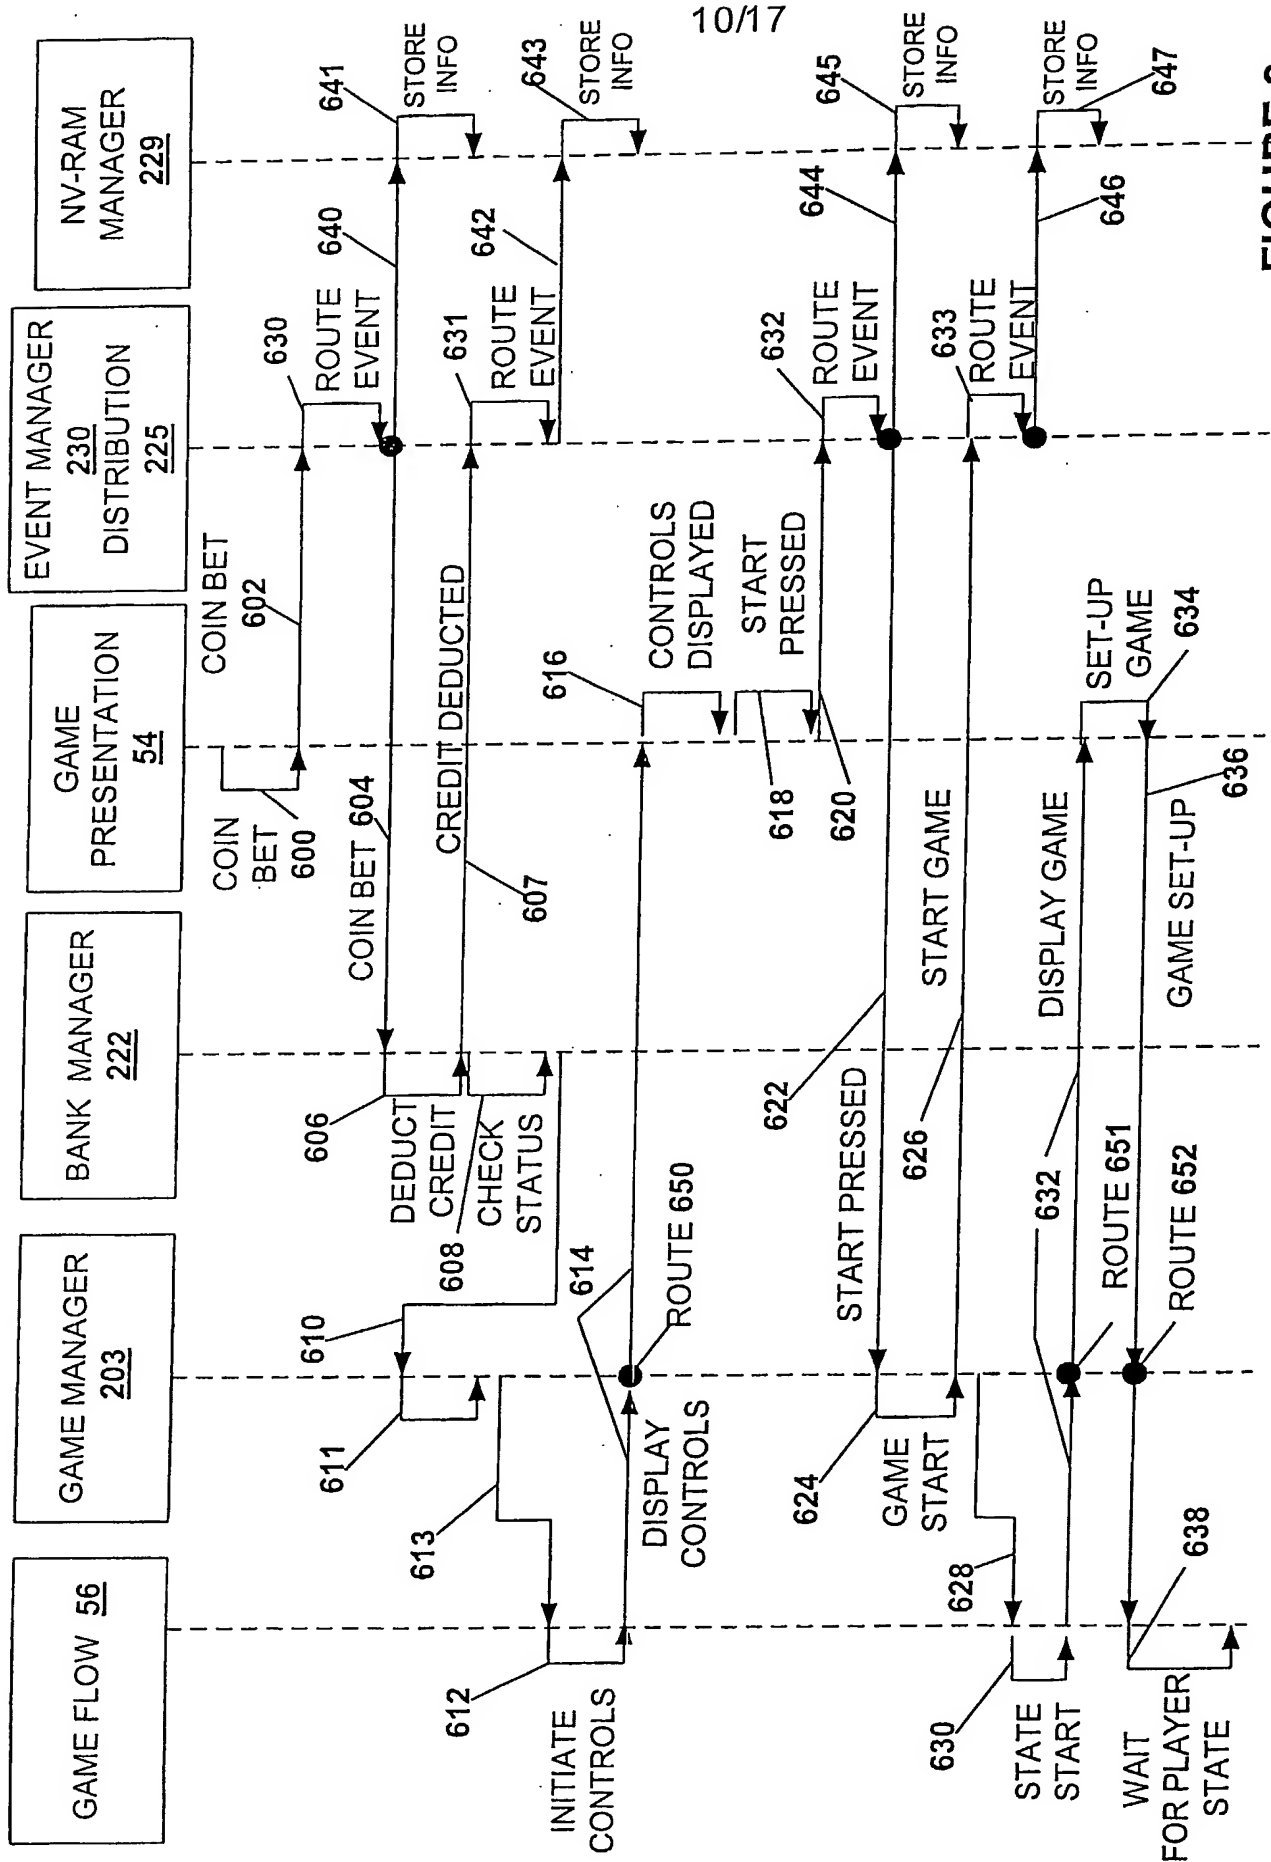 10/17
GAME FLOW 56
GAME MANAGER
203
BANK MANAGER
222
GAME
PRESENTATION
54
EVENT MANAGER
230
DISTRIBUTION
225
NV-RAM
MANAGER
229
COIN
BET
600
COIN BET
602
630
ROUTE
EVENT
640
641
STORE
INFO
COIN BET 604
606
DEDUCT
CREDIT
CREDIT DEDUCTED
607
631
ROUTE
EVENT
642
643
STORE
INFO
608
CHECK
STATUS
610
611
613
612
INITIATE
CONTROLS
614
DISPLAY
CONTROLS
ROUTE 650
616
CONTROLS
DISPLAYED
START
PRESSED
618
620
632
ROUTE
EVENT
644
645
STORE
INFO
622
START PRESSED
624
GAME
START
626
START GAME
633
ROUTE
EVENT
646
647
STORE
INFO
628
630
STATE
START
632
DISPLAY GAME
ROUTE 651
SET-UP
GAME
634
636
GAME SET-UP
ROUTE 652
638
WAIT
FOR PLAYER
STATE